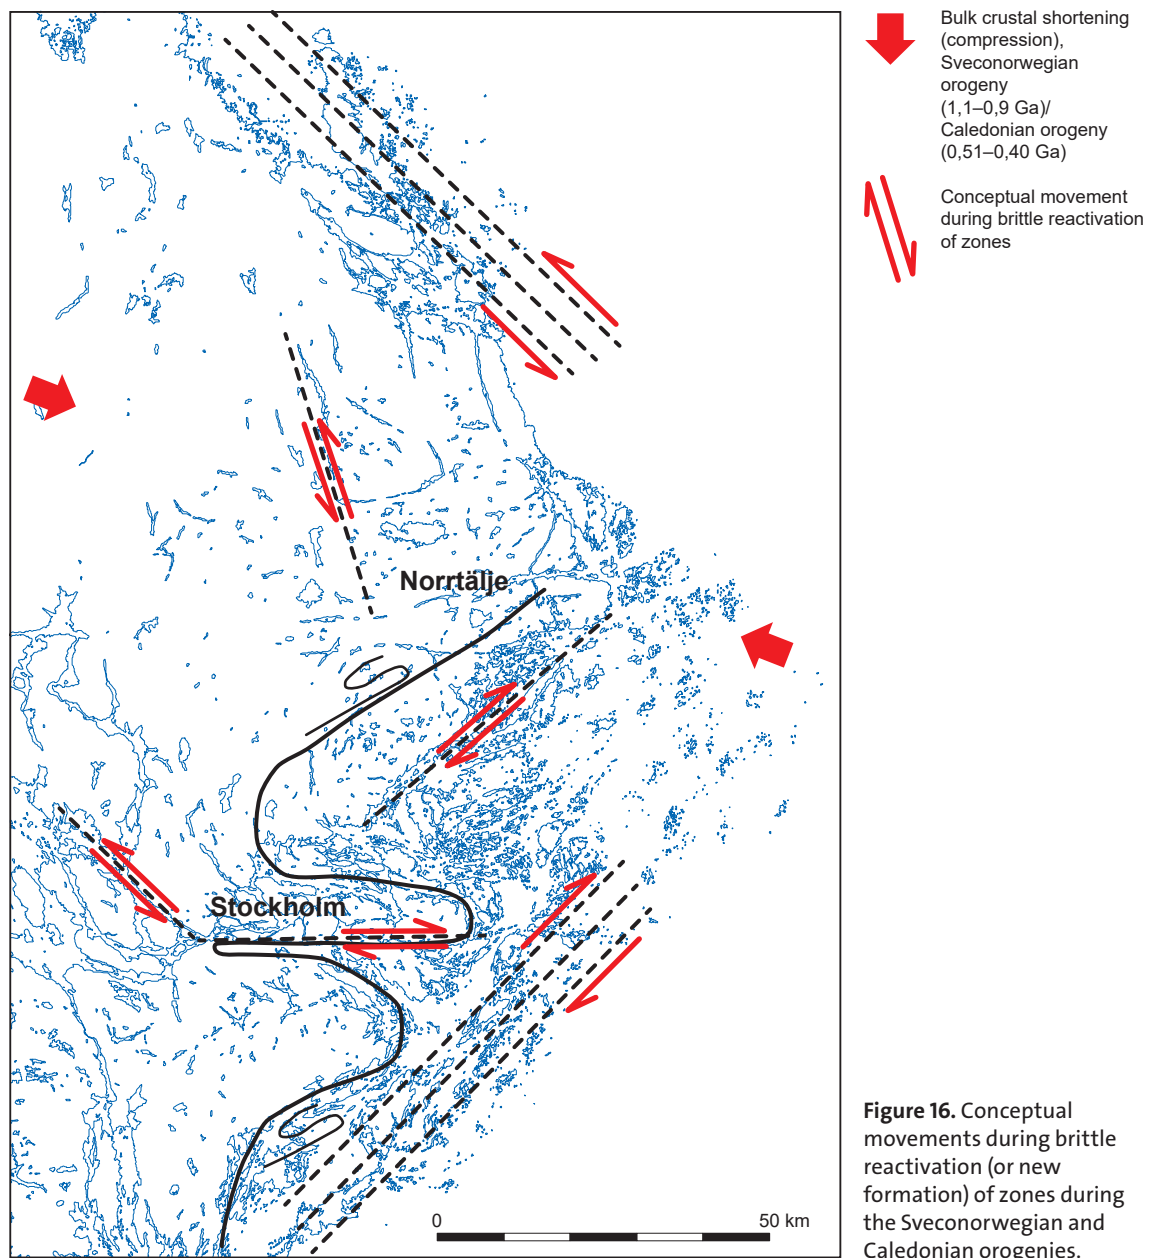 Bulk crustal shortening
(compression),
Sveconorwegian
orogeny
(1,1–0,9 Ga)/
Caledonian orogeny
(0,51–0,40 Ga)
Conceptual movement
during brittle reactivation
of zones
Norrtälje
Stockholm
0
50 km
Figure 16. Conceptual
movements during brittle
reactivation (or new
formation) of zones during
the Sveconorwegian and
Caledonian orogenies.